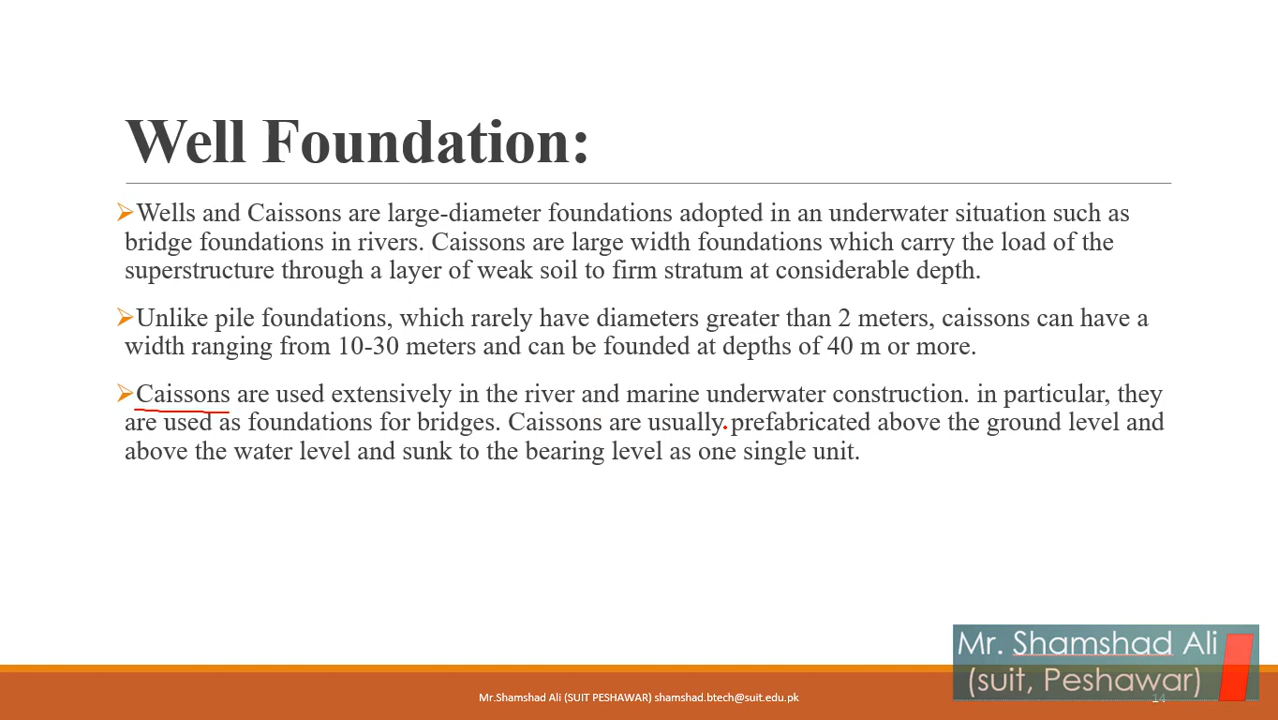 Well Foundation:
Wells and Caissons are large-diameter foundations adopted in an underwater situation such as
bridge foundations in rivers. Caissons are large width foundations which carry the load of the
superstructure through a layer of weak soil to firm stratum at considerable depth.
Unlike pile foundations, which rarely have diameters greater than 2 meters, caissons can have a
width ranging from 10-30 meters and can be founded at depths of 40 m or more.
Caissons are used extensively in the river and marine underwater construction. in particular, they
are used as foundations for bridges. Caissons are usually prefabricated above the ground level and
above the water level and sunk to the bearing level as one single unit.
Mr. Shamshad Ali
(suit, Peshawar)
Mr.Shamshad Ali (SUIT PESHAWAR) shamshad.btech@suit.edu.pk
14